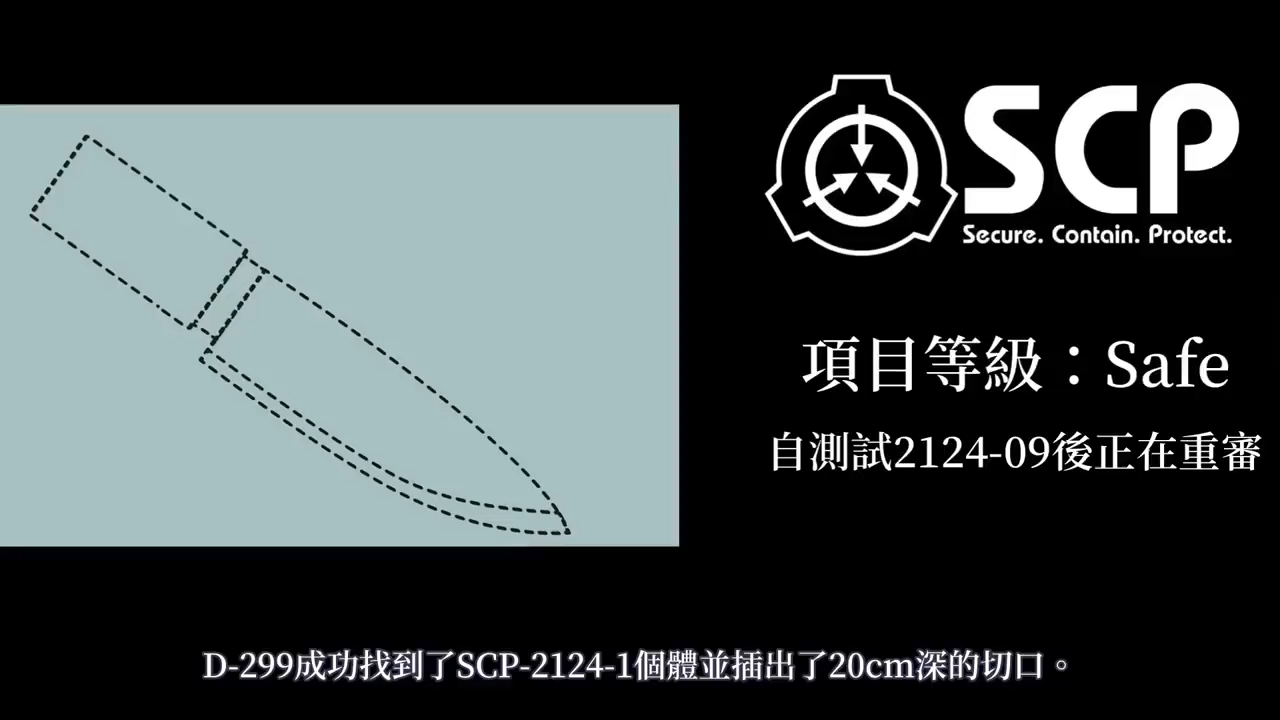 SCP
Secure. Contain. Protect.
項目等級：Safe
自測試2124-09後正在重審
D-299成功找到了SCP-2124-1個體並插出了20cm深的切口。